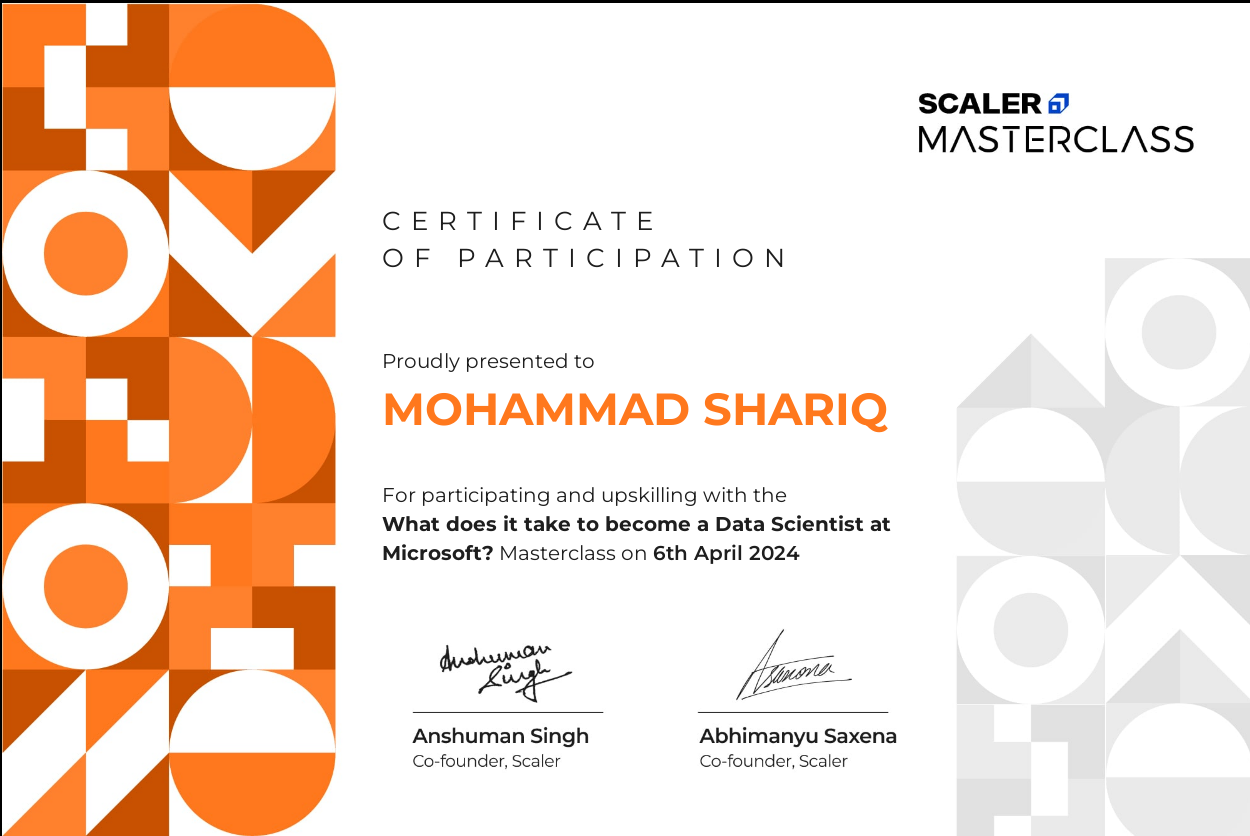 SCALER
MASTERCLASS
CERTIFICATE
OF PARTICIPATION
Proudly presented to
MOHAMMAD SHARIQ
For participating and upskilling with the
What does it take to become a Data Scientist at
Microsoft? Masterclass on 6th April 2024
Anshuman
Singh
Asaxena
Anshuman Singh
Co-founder, Scaler
Abhimanyu Saxena
Co-founder, Scaler